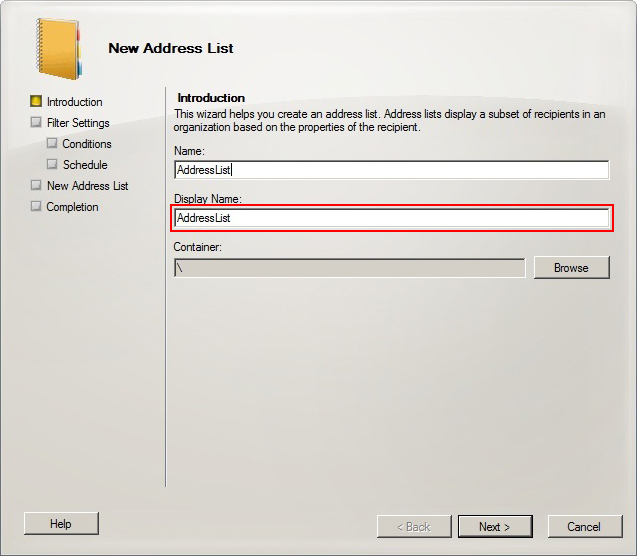 New Address List
Introduction
Filter Settings
Conditions
Schedule
New Address List
Completion
Introduction
This wizard helps you create an address list. Address lists display a subset of recipients in an
organization based on the properties of the recipient.
Name:
AddressList
Display Name:
AddressList
Container:
\
Browse
Help
< Back
Next >
Cancel